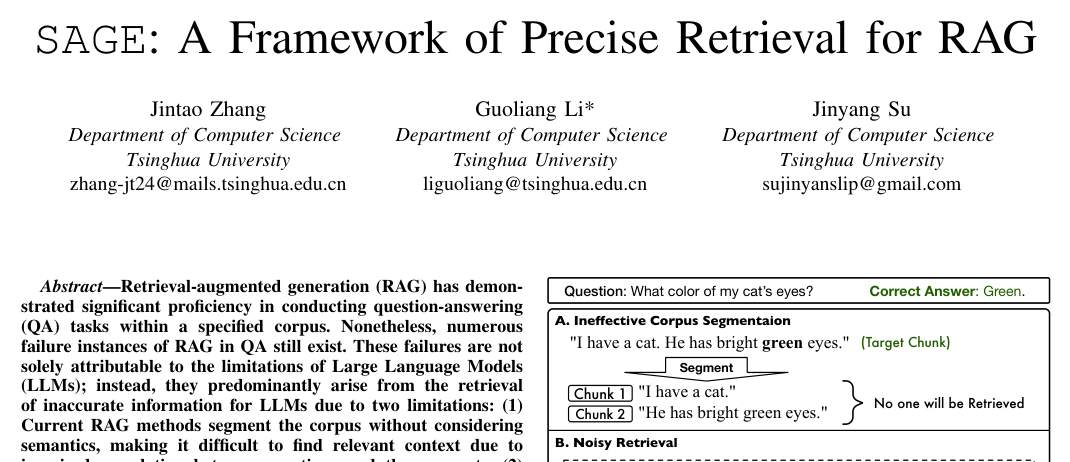 SAGE: A Framework of Precise Retrieval for RAG
Jintao Zhang
Department of Computer Science
Tsinghua University
zhang-jt24@mails.tsinghua.edu.cn
Guoliang Li*
Department of Computer Science
Tsinghua University
liguoliang@tsinghua.edu.cn
Jinyang Su
Department of Computer Science
Tsinghua University
sujinyanslip@gmail.com
Abstract—Retrieval-augmented generation (RAG) has demon-
strated significant proficiency in conducting question-answering
(QA) tasks within a specified corpus. Nonetheless, numerous
failure instances of RAG in QA still exist. These failures are not
solely attributable to the limitations of Large Language Models
(LLMs); instead, they predominantly arise from the retrieval
of inaccurate information for LLMs due to two limitations: (1)
Current RAG methods segment the corpus without considering
semantics, making it difficult to find relevant context due to
Question: What color of my cat's eyes? Correct Answer: Green.
A. Ineffective Corpus Segmentaion
"I have a cat. He has bright green eyes." (Target Chunk)
Segment
Chunk 1 "I have a cat."
Chunk 2 "He has bright green eyes."
No one will be Retrieved
B. Noisy Retrieval